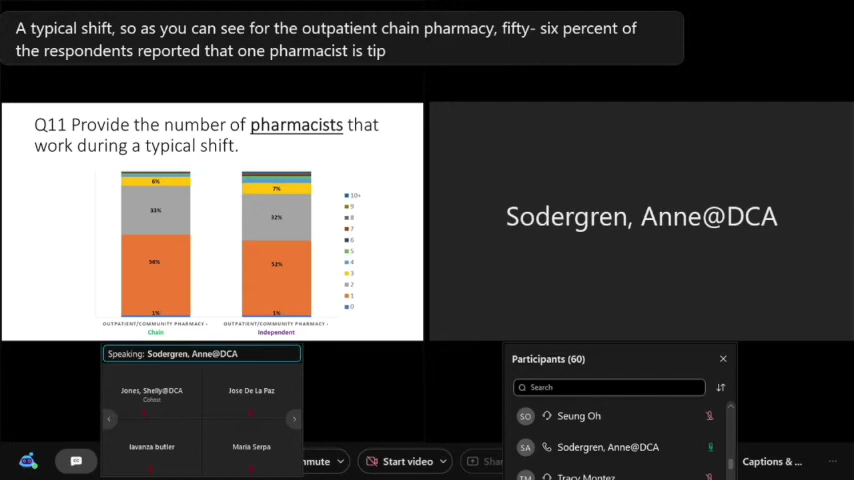 A typical shift, so as you can see for the outpatient chain pharmacy, fifty- six percent of
the respondents reported that one pharmacist is tip
Q11 Provide the number of pharmacists that
work during a typical shift.
6%
33%
56%
1%
7%
32%
52%
1%
10+
9
8
7
6
5
4
3
2
1
0
OUTPATIENT/COMMUNITY PHARMACY -
Chain
OUTPATIENT/COMMUNITY PHARMACY -
Independent
Sodergren, Anne@DCA
Speaking: Sodergren, Anne@DCA
Jones, Shelly@DCA
Cohost
Jose De La Paz
lavanza butler
Maria Serpa
Participants (60)
Search
SO
Seung Oh
SA
Sodergren, Anne@DCA
TM
Tracy Montez
mute
Start video
Shar
Captions & ...